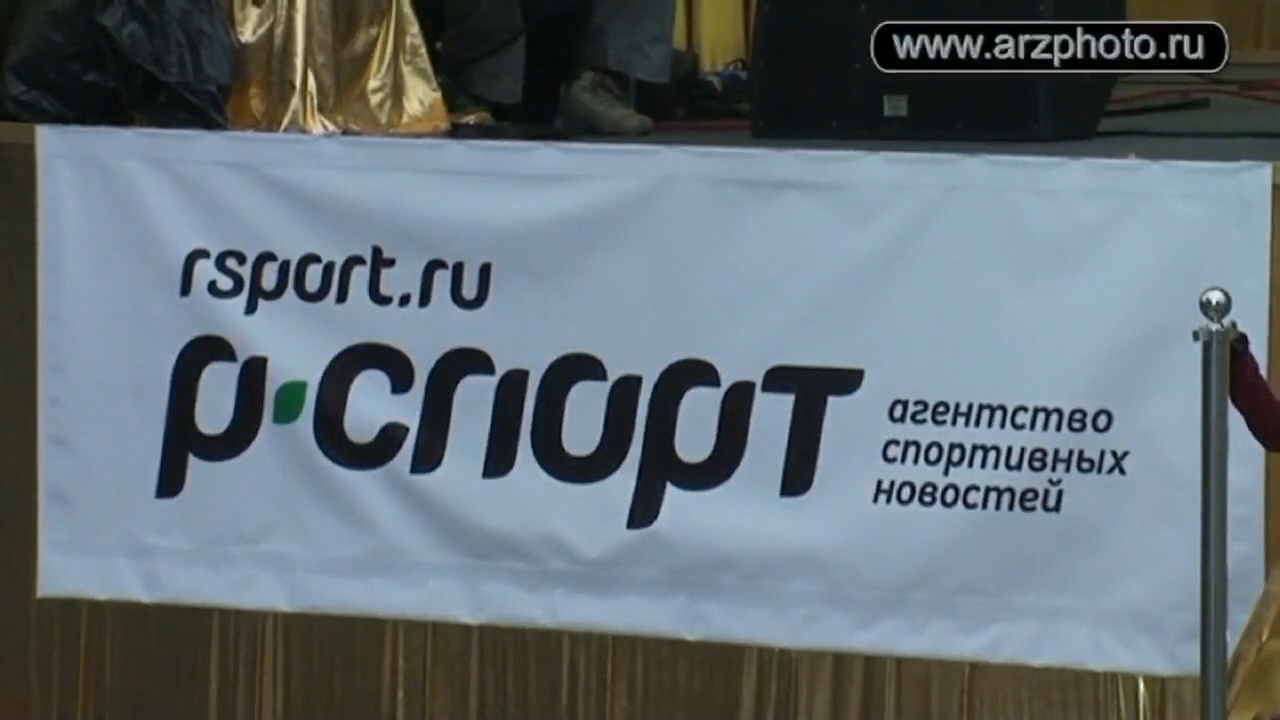 www.arzphoto.ru
rsport.ru
р·спорт
агентство
спортивных
новостей